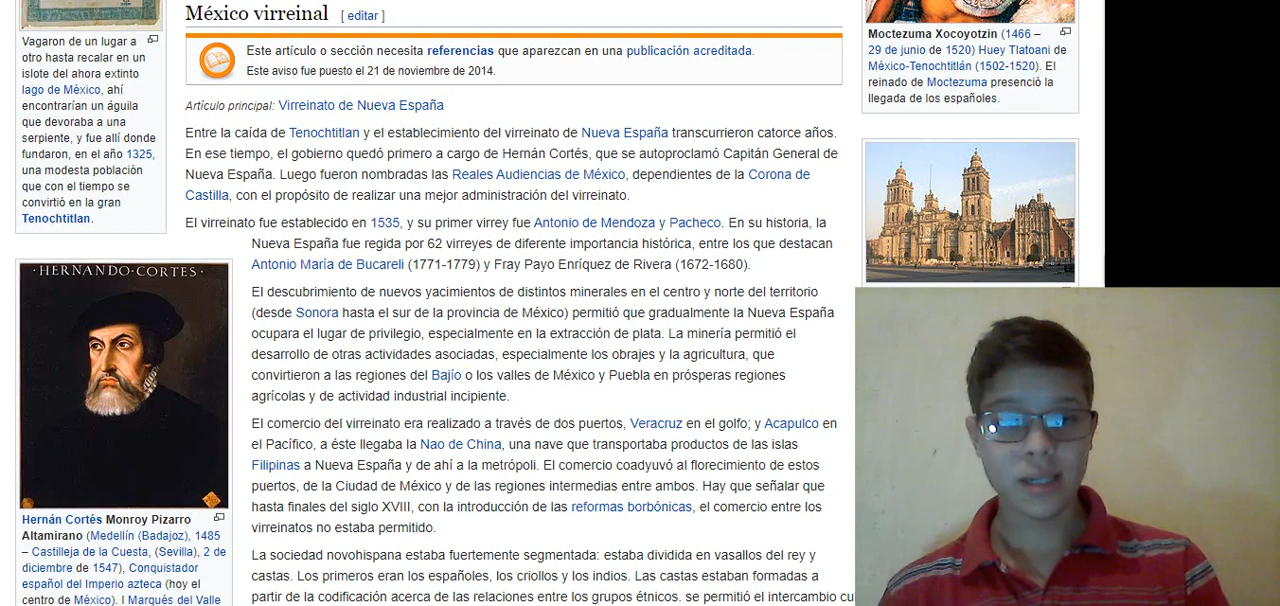 México virreinal [ editar ]
Este artículo o sección necesita referencias que aparezcan en una publicación acreditada.
Este aviso fue puesto el 21 de noviembre de 2014.
Artículo principal: Virreinato de Nueva España
Entre la caída de Tenochtitlan y el establecimiento del virreinato de Nueva España transcurrieron catorce años.
En ese tiempo, el gobierno quedó primero a cargo de Hernán Cortés, que se autoproclamó Capitán General de
Nueva España. Luego fueron nombradas las Reales Audiencias de México, dependientes de la Corona de
Castilla, con el propósito de realizar una mejor administración del virreinato.
El virreinato fue establecido en 1535, y su primer virrey fue Antonio de Mendoza y Pacheco. En su historia, la
Nueva España fue regida por 62 virreyes de diferente importancia histórica, entre los que destacan
Antonio María de Bucareli (1771-1779) y Fray Payo Enríquez de Rivera (1672-1680).
El descubrimiento de nuevos yacimientos de distintos minerales en el centro y norte del territorio
(desde Sonora hasta el sur de la provincia de México) permitió que gradualmente la Nueva España
ocupara el lugar de privilegio, especialmente en la extracción de plata. La minería permitió el
desarrollo de otras actividades asociadas, especialmente los obrajes y la agricultura, que
convirtieron a las regiones del Bajío o los valles de México y Puebla en prósperas regiones
agrícolas y de actividad industrial incipiente.
El comercio del virreinato era realizado a través de dos puertos, Veracruz en el golfo; y Acapulco en
el Pacífico, a éste llegaba la Nao de China, una nave que transportaba productos de las islas
Filipinas a Nueva España y de ahí a la metrópoli. El comercio coadyuvó al florecimiento de estos
puertos, de la Ciudad de México y de las regiones intermedias entre ambos. Hay que señalar que
hasta finales del siglo XVIII, con la introducción de las reformas borbónicas, el comercio entre los
virreinatos no estaba permitido.
La sociedad novohispana estaba fuertemente segmentada: estaba dividida en vasallos del rey y
castas. Los primeros eran los españoles, los criollos y los indios. Las castas estaban formadas a
partir de la codificación acerca de las relaciones entre los grupos étnicos. se permitió el intercambio cu
Vagaron de un lugar a
otro hasta recalar en un
islote del ahora extinto
lago de México, ahí
encontrarían un águila
que devoraba a una
serpiente, y fue allí donde
fundaron, en el año 1325,
una modesta población
que con el tiempo se
convirtió en la gran
Tenochtitlan.
·HERNANDO·CORTES·
Hernán Cortés Monroy Pizarro
Altamirano (Medellín (Badajoz), 1485
– Castilleja de la Cuesta, (Sevilla), 2 de
diciembre de 1547), Conquistador
español del Imperio azteca (hoy el
centro de México). I Marqués del Valle
Moctezuma Xocoyotzin (1466 –
29 de junio de 1520) Huey Tlatoani de
México-Tenochtitlán (1502-1520). El
reinado de Moctezuma presenció la
llegada de los españoles.